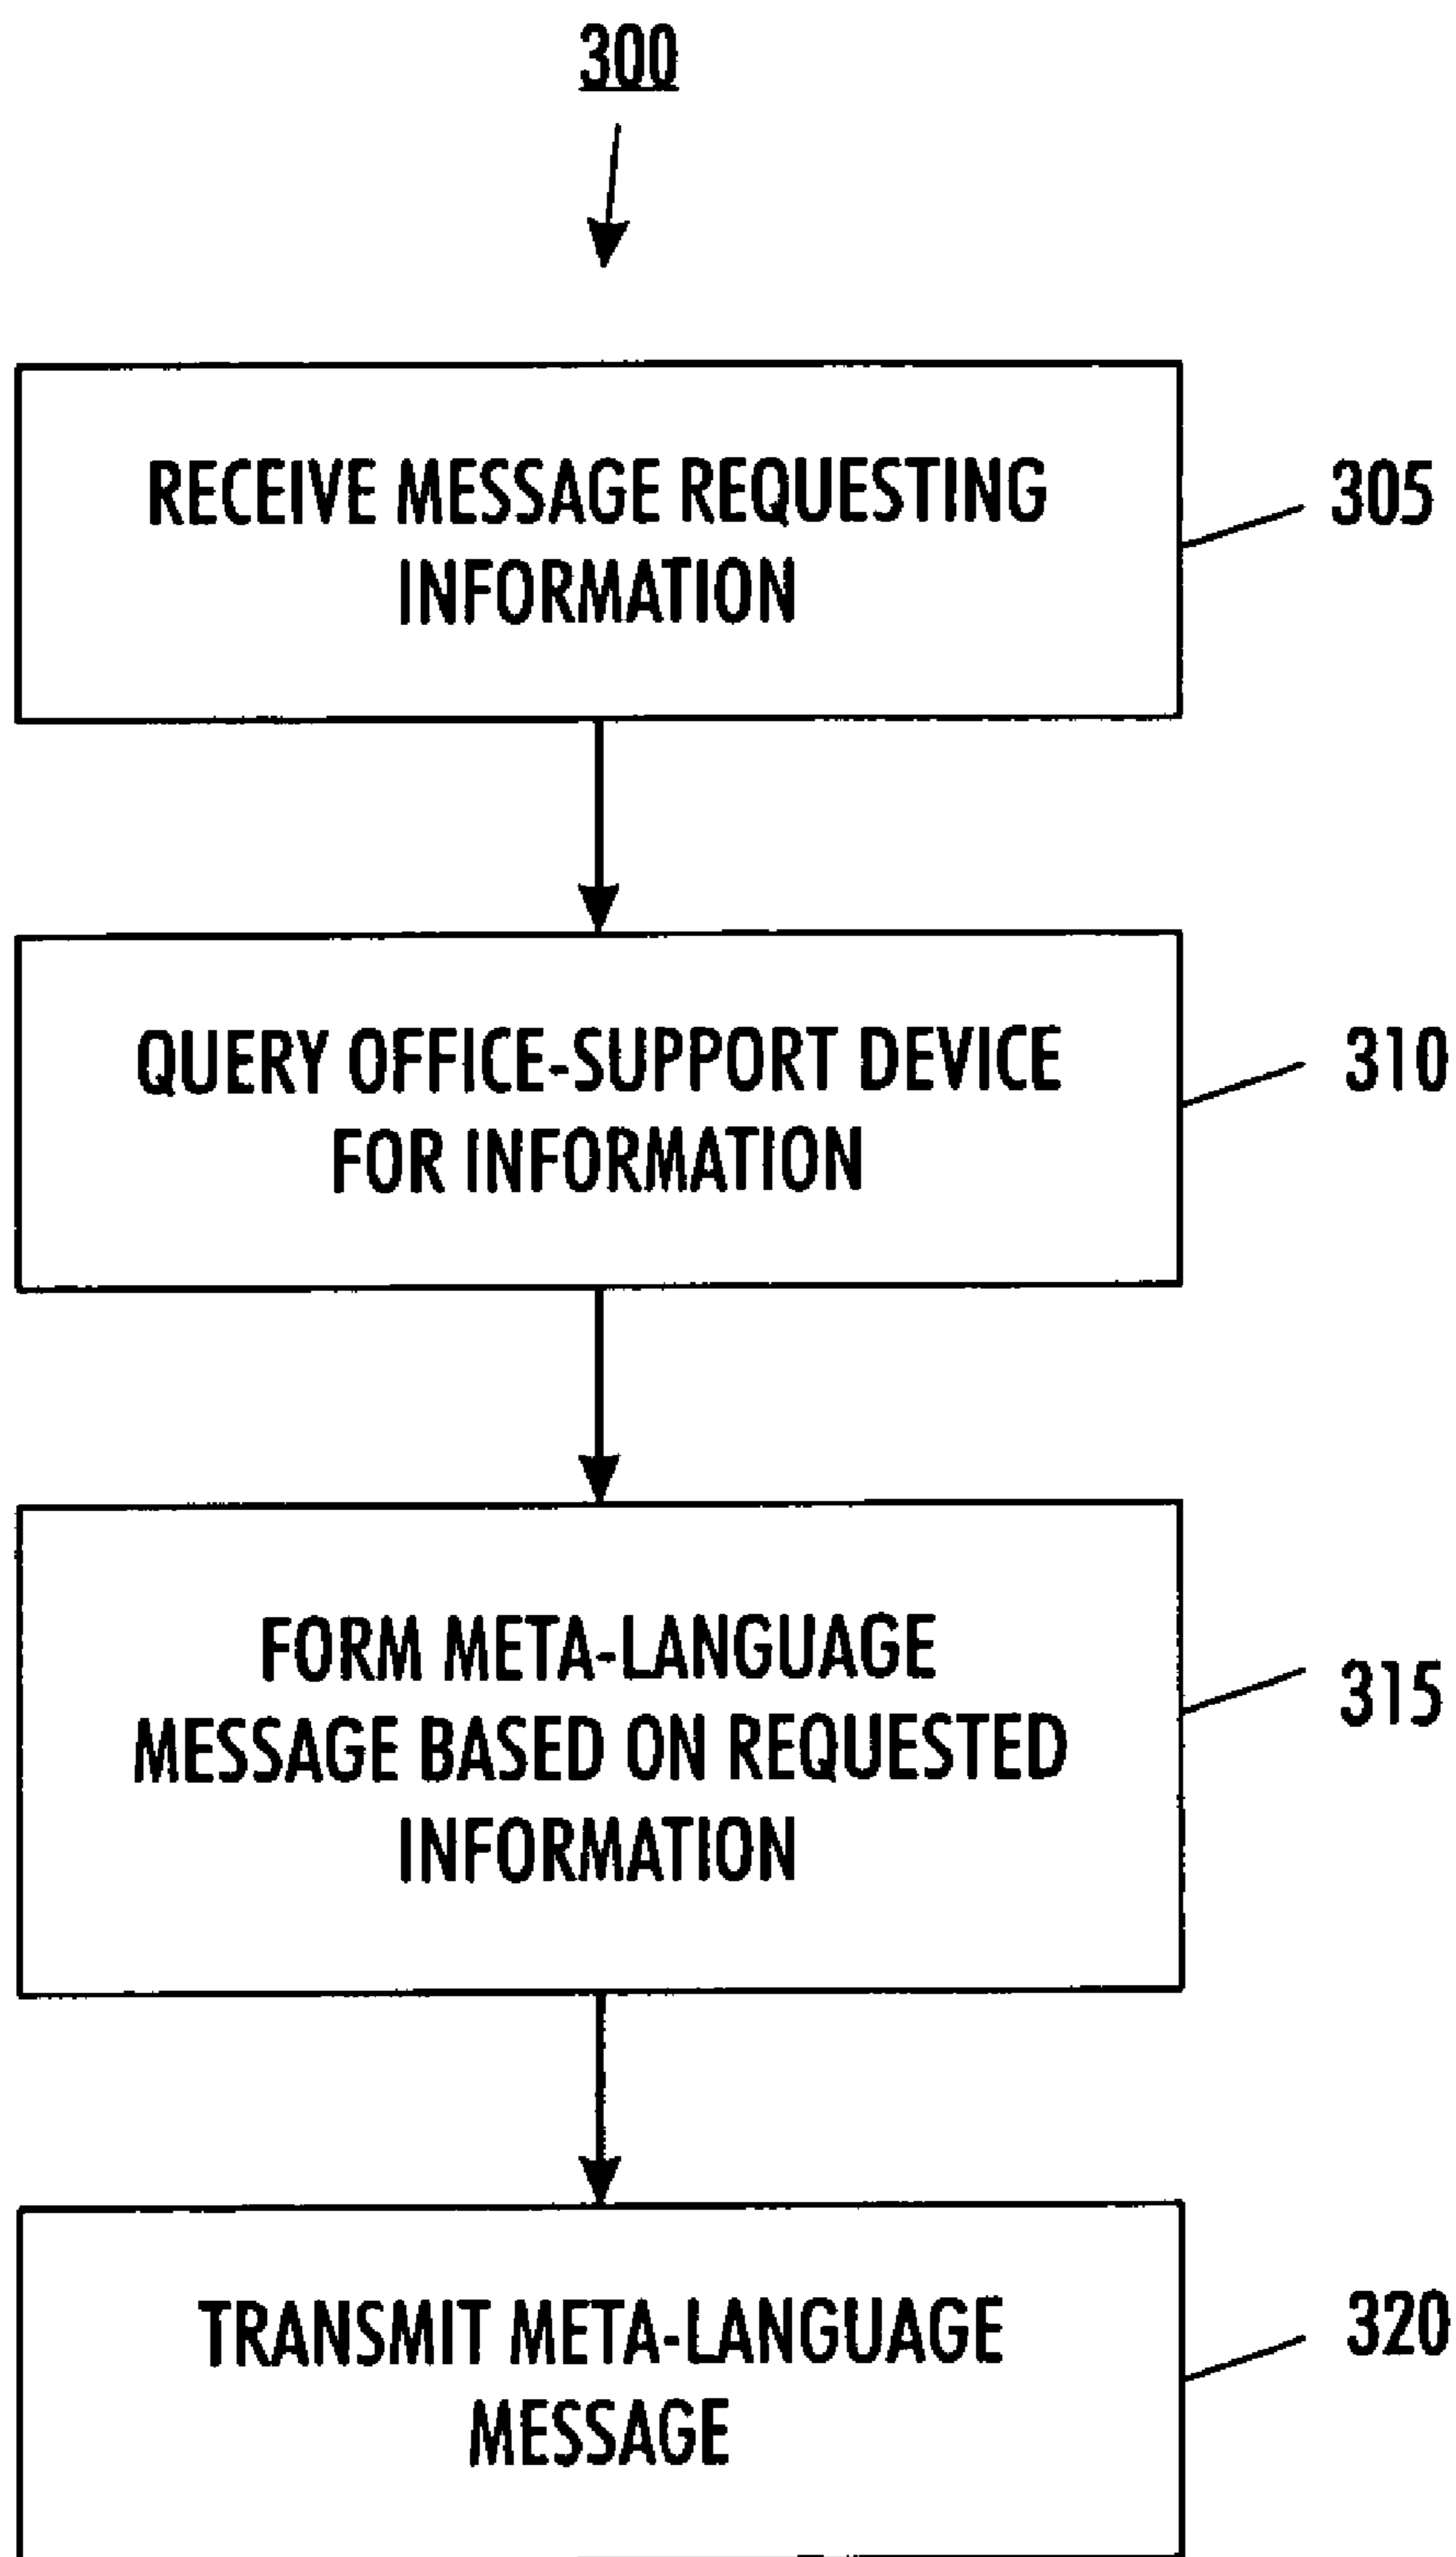 300
RECEIVE MESSAGE REQUESTING
INFORMATION
305
QUERY OFFICE-SUPPORT DEVICE
FOR INFORMATION
310
FORM META-LANGUAGE
MESSAGE BASED ON REQUESTED
INFORMATION
315
TRANSMIT META-LANGUAGE
MESSAGE
320